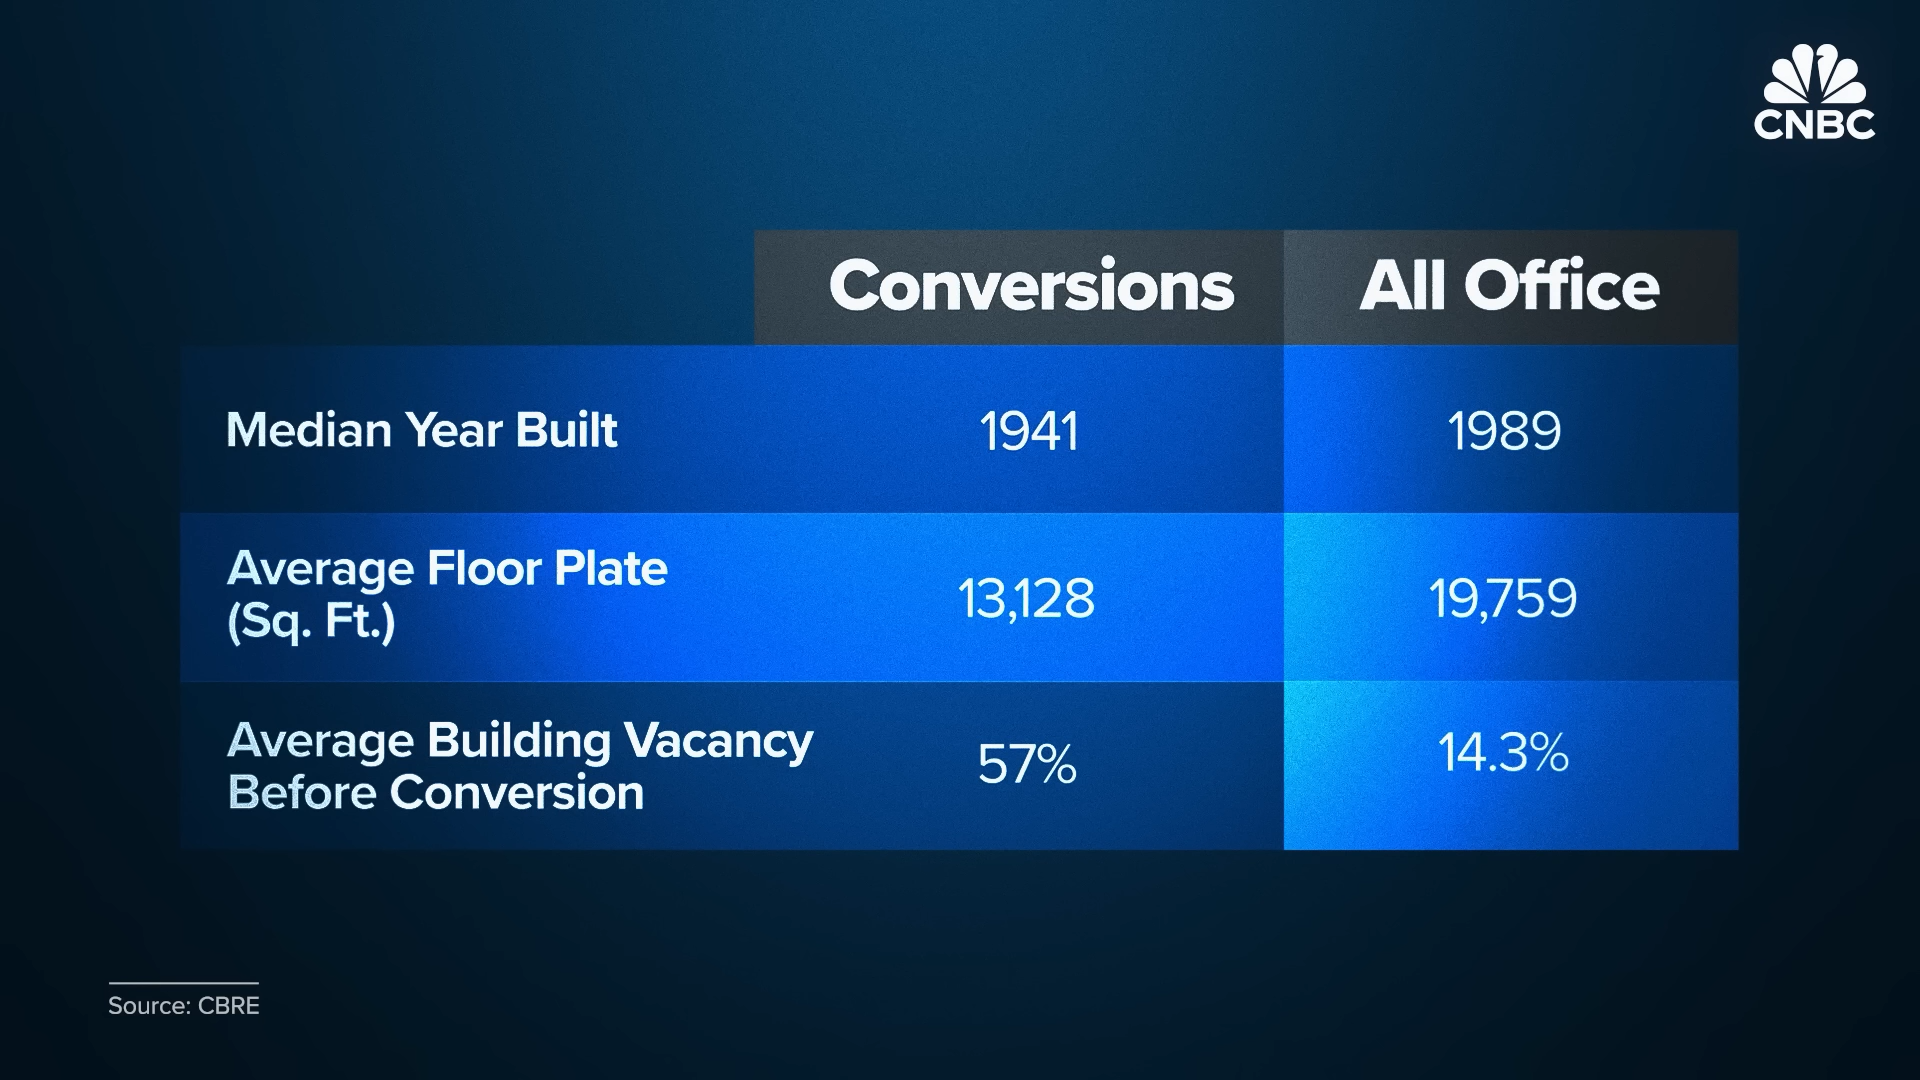 CNBC
Conversions All Office
Median Year Built 1941 1989
Average Floor Plate
(Sq. Ft.) 13,128 19,759
Average Building Vacancy
Before Conversion 57% 14.3%
Source: CBRE